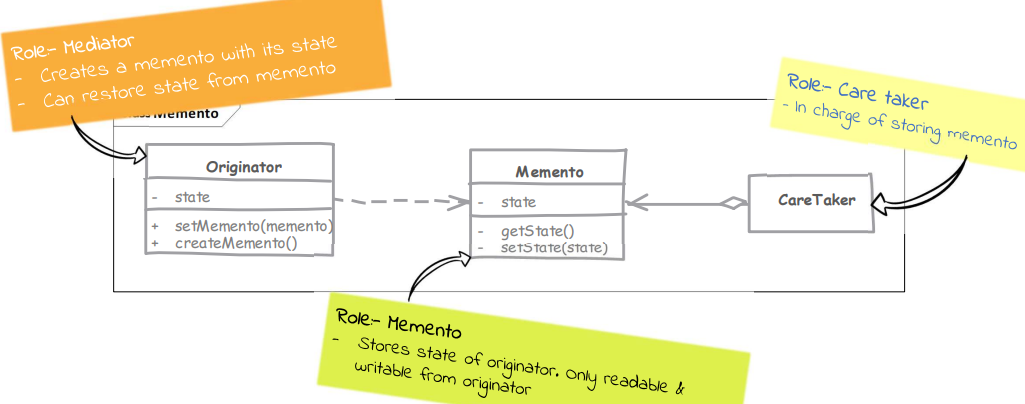 Role:- Mediator
- Creates a memento with its state
- Can restore state from memento
Memento
Role:- Care taker
- In charge of storing memento
Originator
- state
+ setMemento(memento)
+ createMemento()
Memento
- state
- getState()
- setState(state)
CareTaker
Role:- Memento
- Stores state of originator. Only readable &
writable from originator